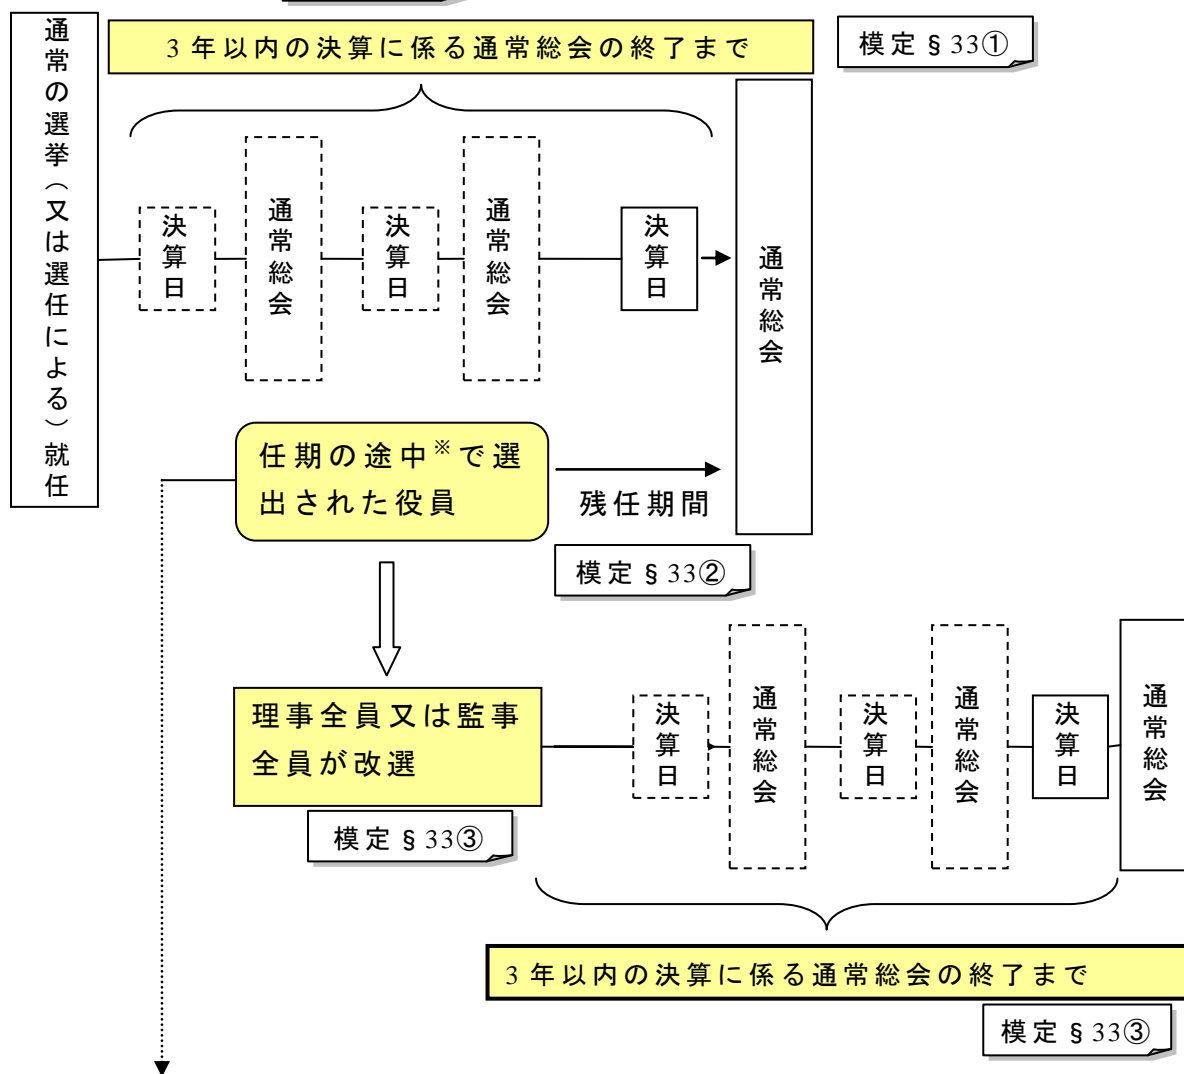 通常の選挙（又は選任による）就任
3年以内の決算に係る通常総会の終了まで
模定§33①
決算日
通常総会
決算日
通常総会
決算日
通常総会
任期の途中※で選
出された役員
残任期間
模定§33②
理事全員又は監事
全員が改選
模定§33③
決算日
通常総会
決算日
通常総会
決算日
通常総会
3年以内の決算に係る通常総会の終了まで
模定§33③